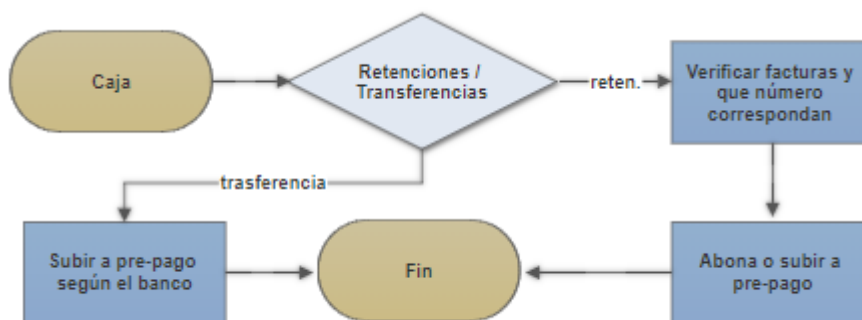 Caja
Retenciones /
Transferencias
reten.
Verificar facturas y
que número
correspondan
trasferencia
Subir a pre-pago
según el banco
Fin
Abona o subir a
pre-pago